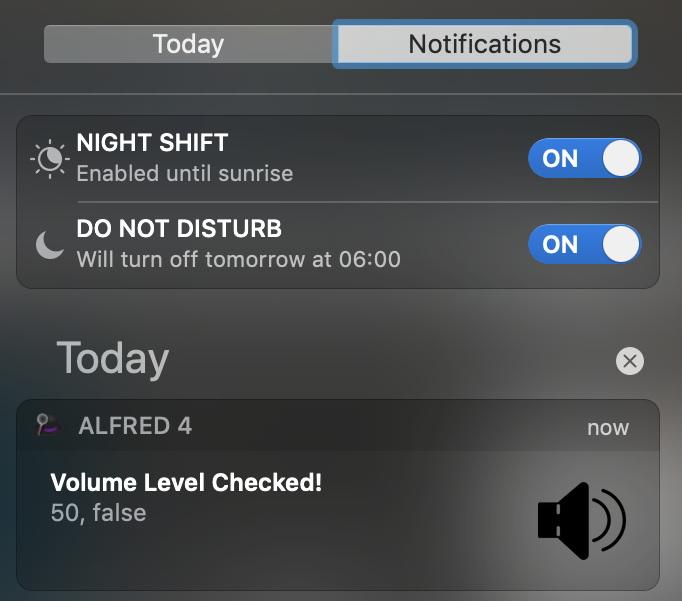 Today
Notifications
NIGHT SHIFT
Enabled until sunrise
ON
DO NOT DISTURB
Will turn off tomorrow at 06:00
ON
Today
ALFRED 4
now
Volume Level Checked!
50, false